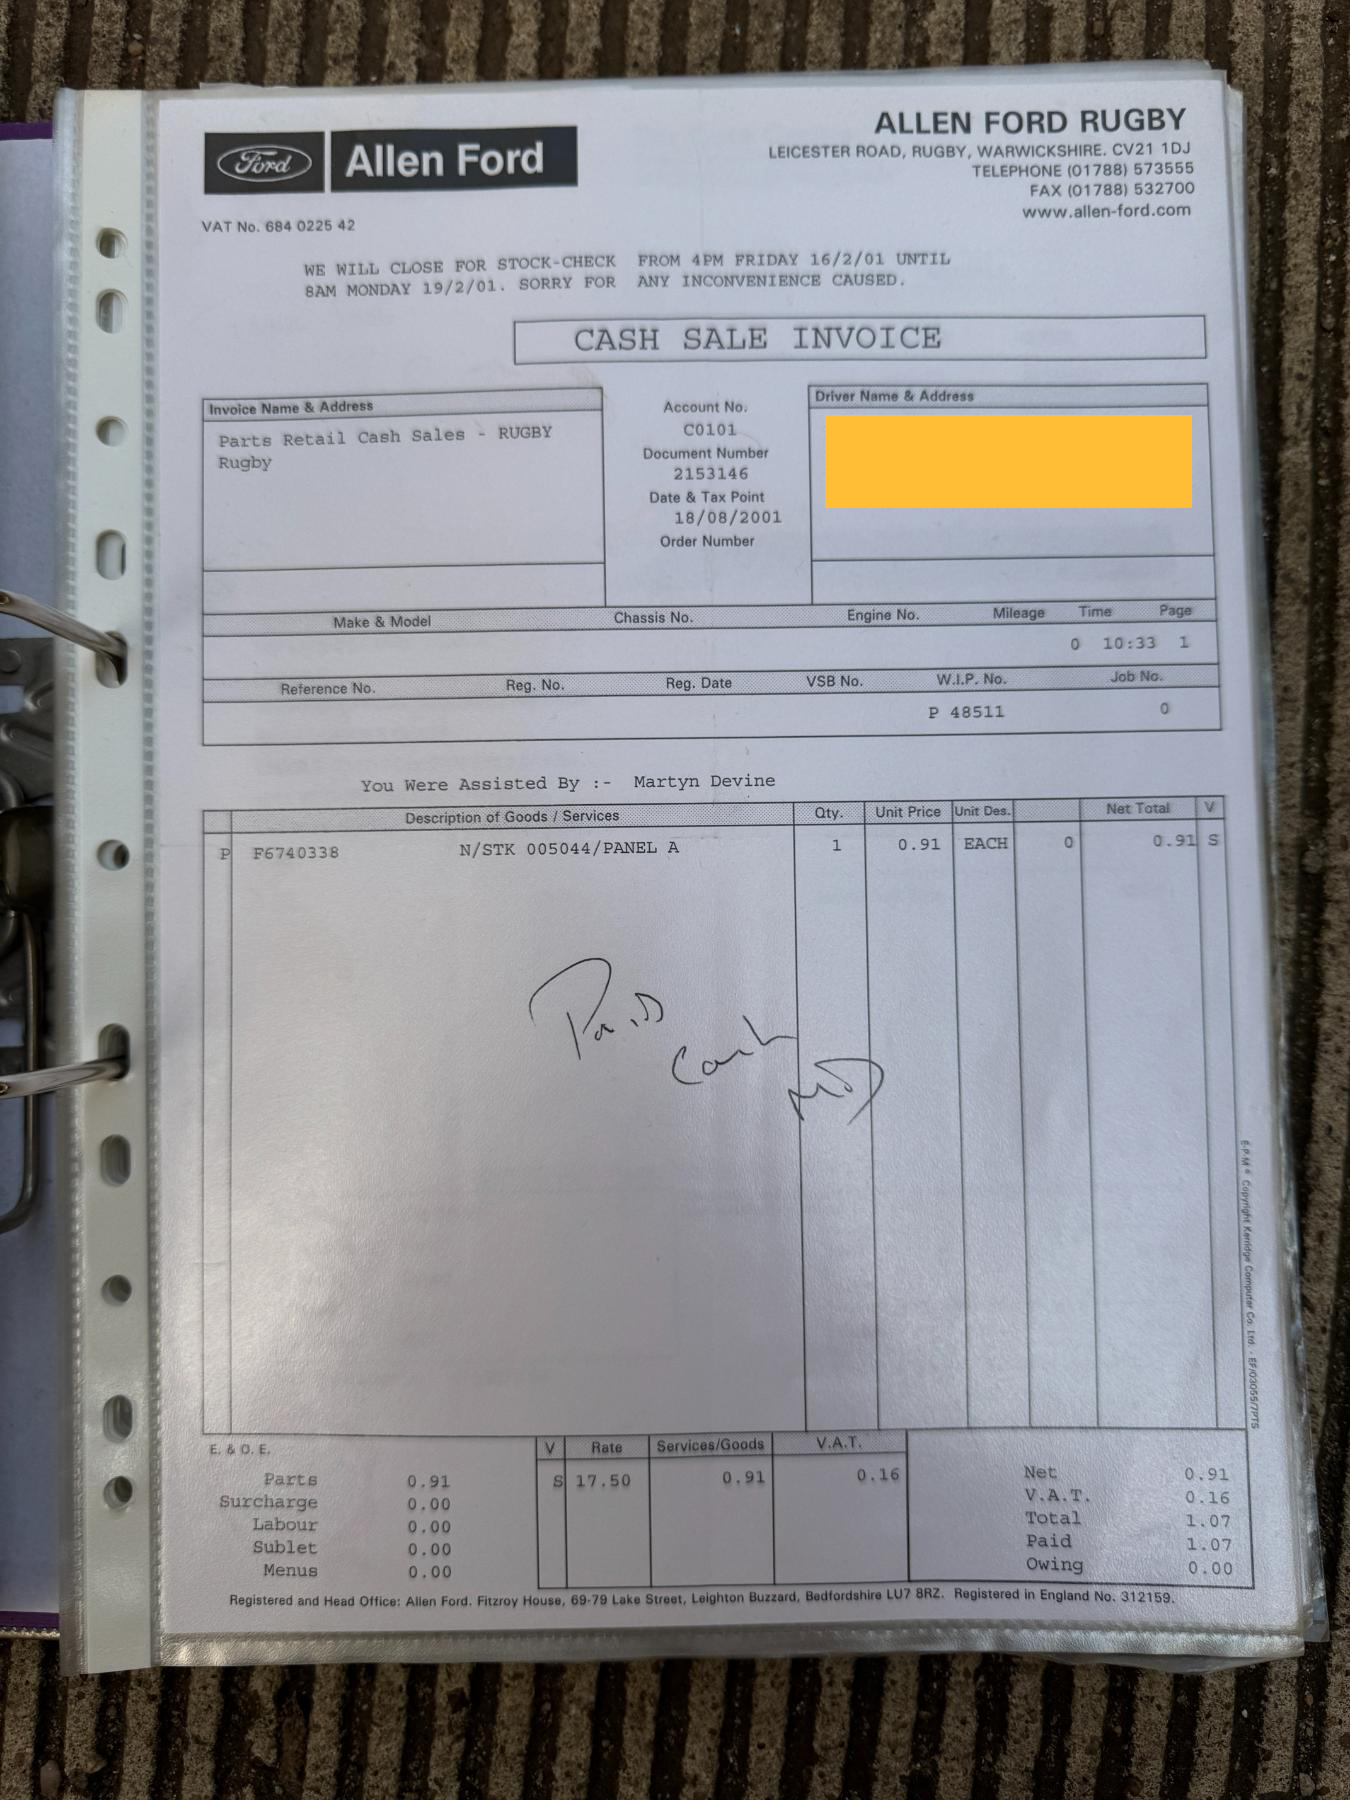 Ford Allen Ford
ALLEN FORD RUGBY
LEICESTER ROAD, RUGBY, WARWICKSHIRE. CV21 1DJ
TELEPHONE (01788) 573555
FAX (01788) 532700
www.allen-ford.com
VAT No. 684 0225 42
WE WILL CLOSE FOR STOCK-CHECK FROM 4PM FRIDAY 16/2/01 UNTIL
8AM MONDAY 19/2/01. SORRY FOR ANY INCONVENIENCE CAUSED.
CASH SALE INVOICE
Invoice Name & Address
Parts Retail Cash Sales - RUGBY
Rugby
Account No.
C0101
Document Number
2153146
Date & Tax Point
18/08/2001
Order Number
Driver Name & Address
Make & Model Chassis No. Engine No. Mileage Time Page
0 10:33 1
Reference No. Reg. No. Reg. Date VSB No. W.I.P. No. Job No.
P 48511 0
You Were Assisted By :- Martyn Devine
Description of Goods / Services Qty. Unit Price Unit Des. Net Total V
P F6740338 N/STK 005044/PANEL A 1 0.91 EACH 0 0.91 S
Paid
Cash
E-P-M Copyright Kerridge Computer Co. Ltd. - EF/03055/7PTS
E. & O. E.
Parts 0.91
Surcharge 0.00
Labour 0.00
Sublet 0.00
Menus 0.00
V Rate Services/Goods V.A.T.
S 17.50 0.91 0.16
Net 0.91
V.A.T. 0.16
Total 1.07
Paid 1.07
Owing 0.00
Registered and Head Office: Allen Ford. Fitzroy House, 69-79 Lake Street, Leighton Buzzard, Bedfordshire LU7 8RZ. Registered in England No. 312159.